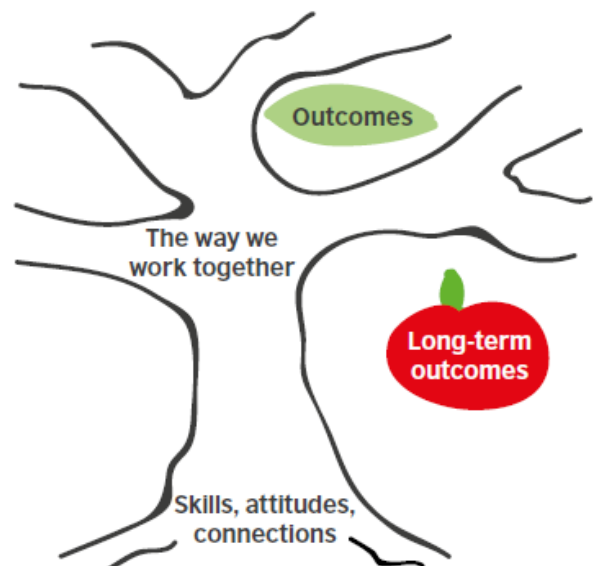 Outcomes
The way we
work together
Long-term
outcomes
Skills, attitudes,
connections